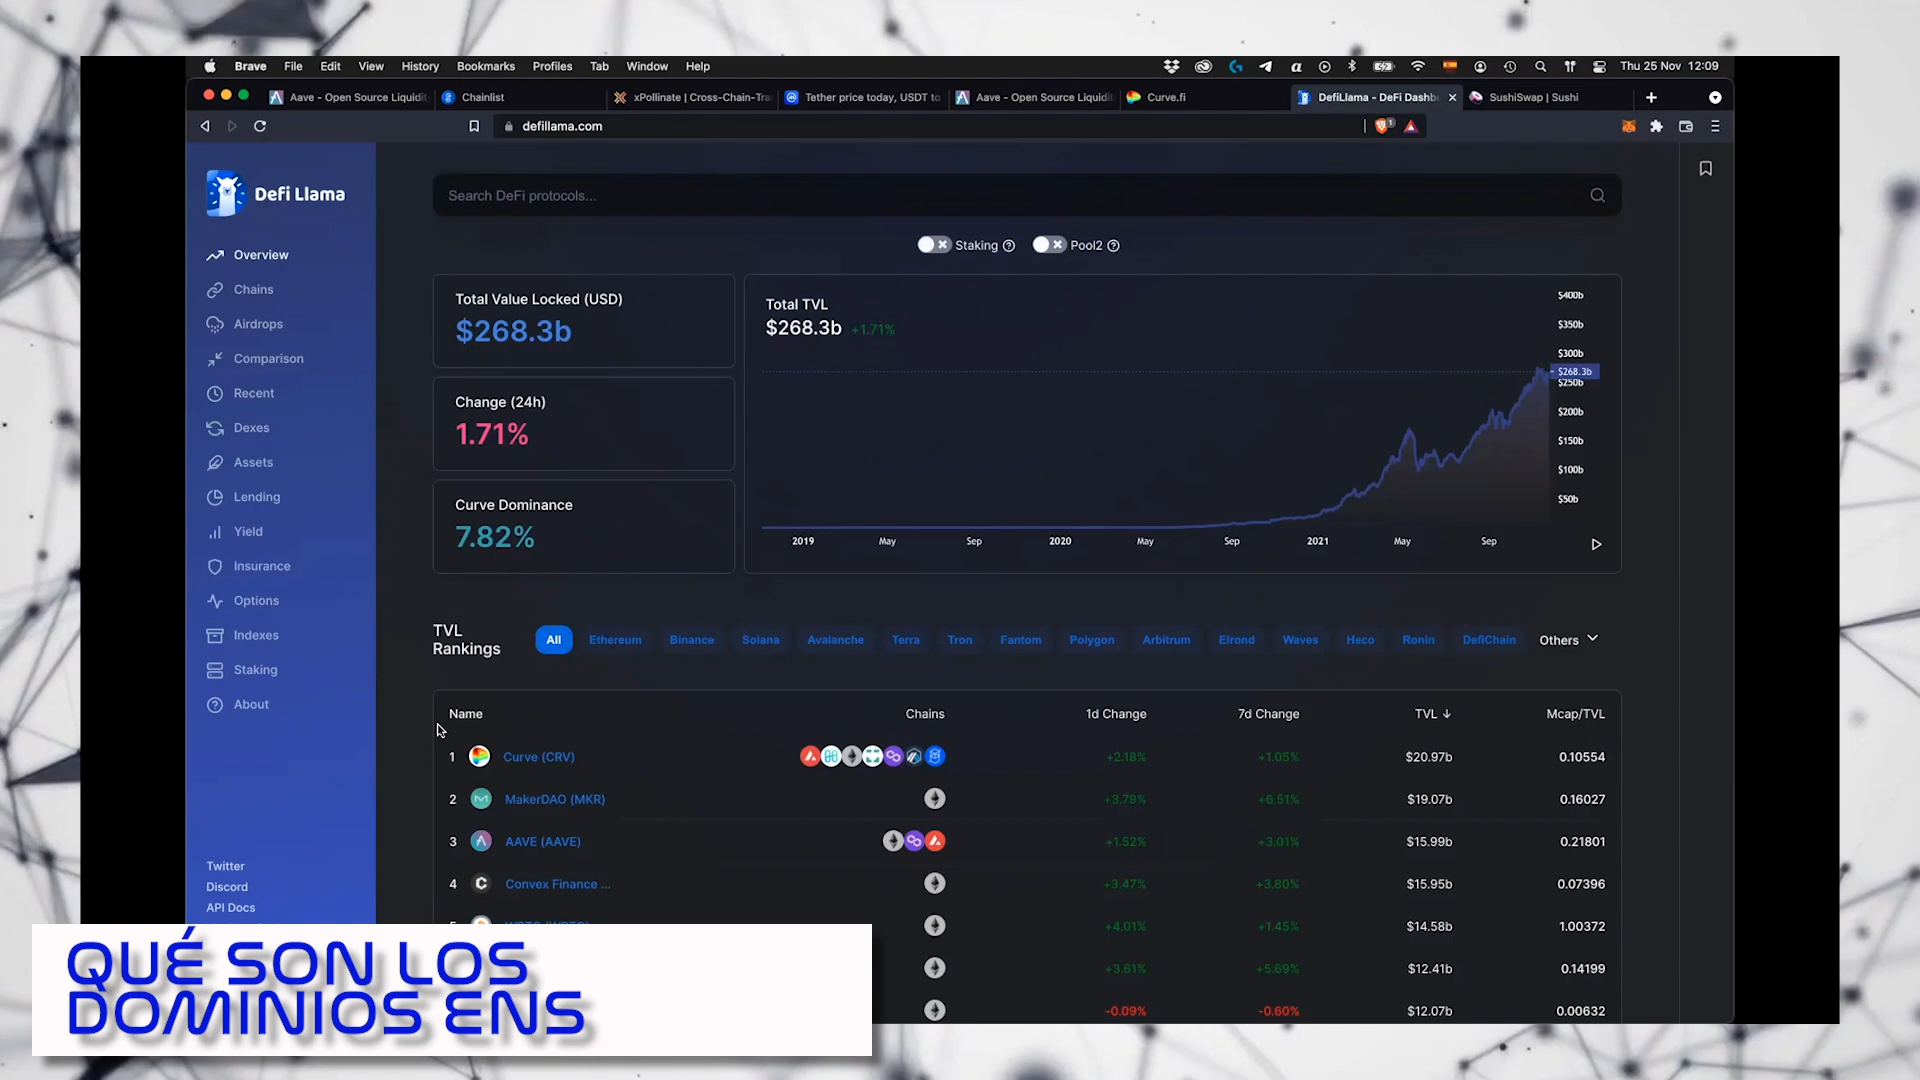 Brave File Edit View History Bookmarks Profiles Tab Window Help Thu 25 Nov 12:09
Aave - Open Source Liquidit Chainlist xPollinate | Cross-Chain-Tra Tether price today, USDT to Aave - Open Source Liquidit Curve.fi DefiLlama - DeFi Dashb SushiSwap | Sushi
defillama.com
Defi Llama
Overview
Chains
Airdrops
Comparison
Recent
Dexes
Assets
Lending
Yield
Insurance
Options
Indexes
Staking
About
Twitter
Discord
API Docs
Search DeFi protocols...
Staking Pool2
Total Value Locked (USD)
$268.3b
Change (24h)
1.71%
Curve Dominance
7.82%
Total TVL
$268.3b +1.71%
$400b
$350b
$300b
$268.3b
$250b
$200b
$150b
$100b
$50b
2019 May Sep 2020 May Sep 2021 May Sep
TVL
Rankings
All Ethereum Binance Solana Avalanche Terra Tron Fantom Polygon Arbitrum Elrond Waves Heco Ronin DefiChain Others
Name Chains 1d Change 7d Change TVL Mcap/TVL
1 Curve (CRV) +2.18% +1.05% $20.97b 0.10554
2 MakerDAO (MKR) +3.79% +6.51% $19.07b 0.16027
3 AAVE (AAVE) +1.52% +3.01% $15.99b 0.21801
4 Convex Finance ... +3.47% +3.80% $15.95b 0.07396
+4.01% +1.45% $14.58b 1.00372
+3.61% +5.69% $12.41b 0.14199
-0.09% -0.60% $12.07b 0.00632
QUÉ SON LOS
DOMINIOS ENS